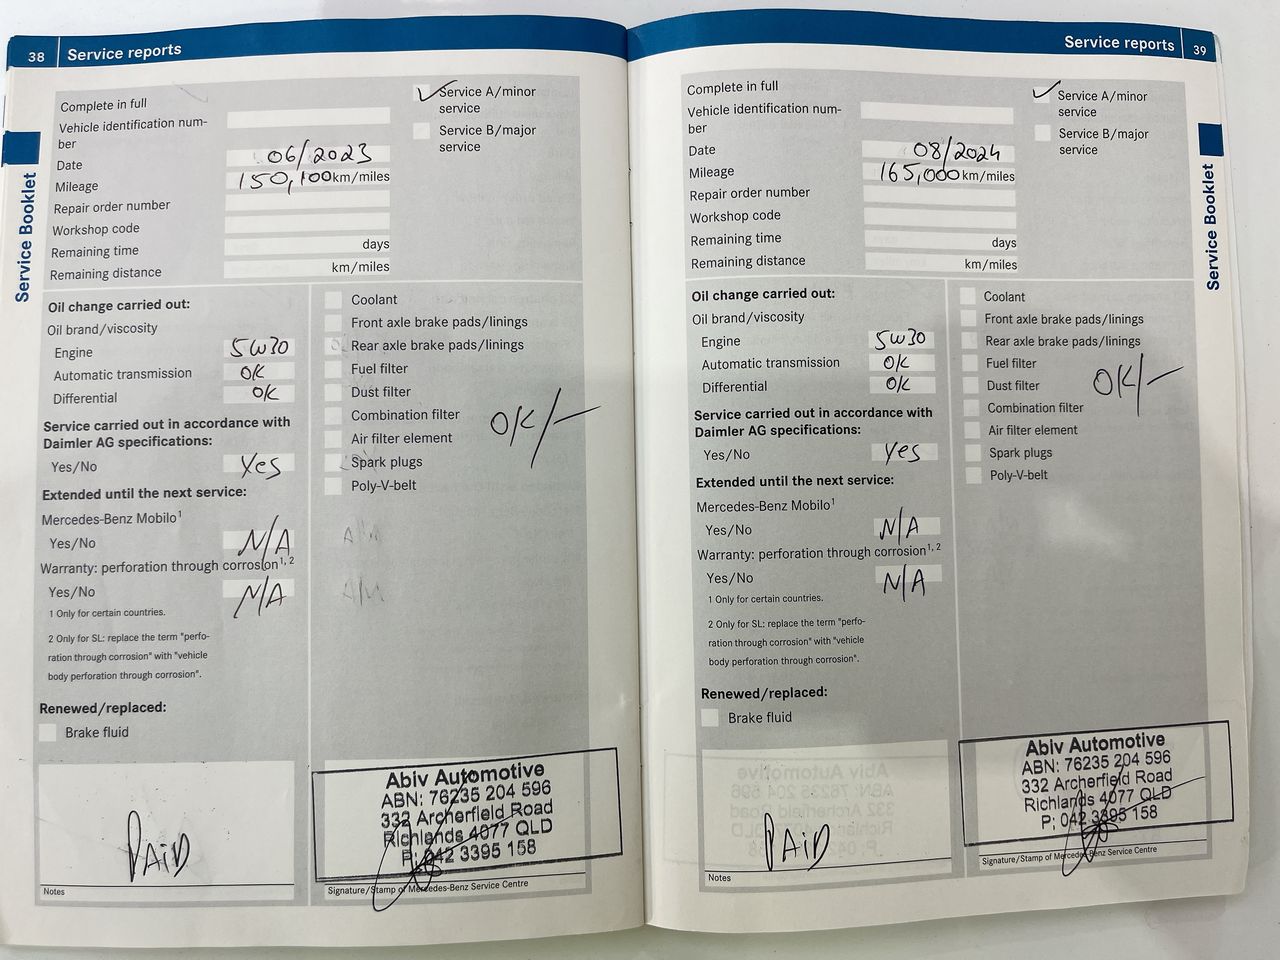 38 Service reports
Service Booklet
Complete in full
Vehicle identification num-
ber
Date 06/2023
Mileage 150,100 km/miles
Repair order number
Workshop code
Remaining time days
Remaining distance km/miles
Service A/minor
service
Service B/major
service
Oil change carried out:
Oil brand/viscosity
Engine 5W30
Automatic transmission OK
Differential OK
Service carried out in accordance with
Daimler AG specifications:
Yes/No Yes
Extended until the next service:
Mercedes-Benz Mobilo1
Yes/No N/A
Warranty: perforation through corrosion1, 2
Yes/No N/A
1 Only for certain countries.
2 Only for SL: replace the term "perfo-
ration through corrosion" with "vehicle
body perforation through corrosion".
Renewed/replaced:
Brake fluid
Coolant
Front axle brake pads/linings
Rear axle brake pads/linings
Fuel filter
Dust filter
Combination filter
Air filter element
Spark plugs
Poly-V-belt
OK/-
PAiD
Notes
Abiv Automotive
ABN: 76235 204 596
332 Archerfield Road
Richlands 4077 QLD
P: 042 3395 158
Signature/Stamp of Mercedes-Benz Service Centre
Service reports 39
Service Booklet
Complete in full
Vehicle identification num-
ber
Date 08/2024
Mileage 165,000 km/miles
Repair order number
Workshop code
Remaining time days
Remaining distance km/miles
Service A/minor
service
Service B/major
service
Oil change carried out:
Oil brand/viscosity
Engine 5W30
Automatic transmission OK
Differential OK
Service carried out in accordance with
Daimler AG specifications:
Yes/No Yes
Extended until the next service:
Mercedes-Benz Mobilo1
Yes/No N/A
Warranty: perforation through corrosion1, 2
Yes/No N/A
1 Only for certain countries.
2 Only for SL: replace the term "perfo-
ration through corrosion" with "vehicle
body perforation through corrosion".
Renewed/replaced:
Brake fluid
Coolant
Front axle brake pads/linings
Rear axle brake pads/linings
Fuel filter
Dust filter
Combination filter
Air filter element
Spark plugs
Poly-V-belt
OK/-
PAiD
Notes
Abiv Automotive
ABN: 76235 204 596
332 Archerfield Road
Richlands 4077 QLD
P: 042 3395 158
Signature/Stamp of Mercedes-Benz Service Centre